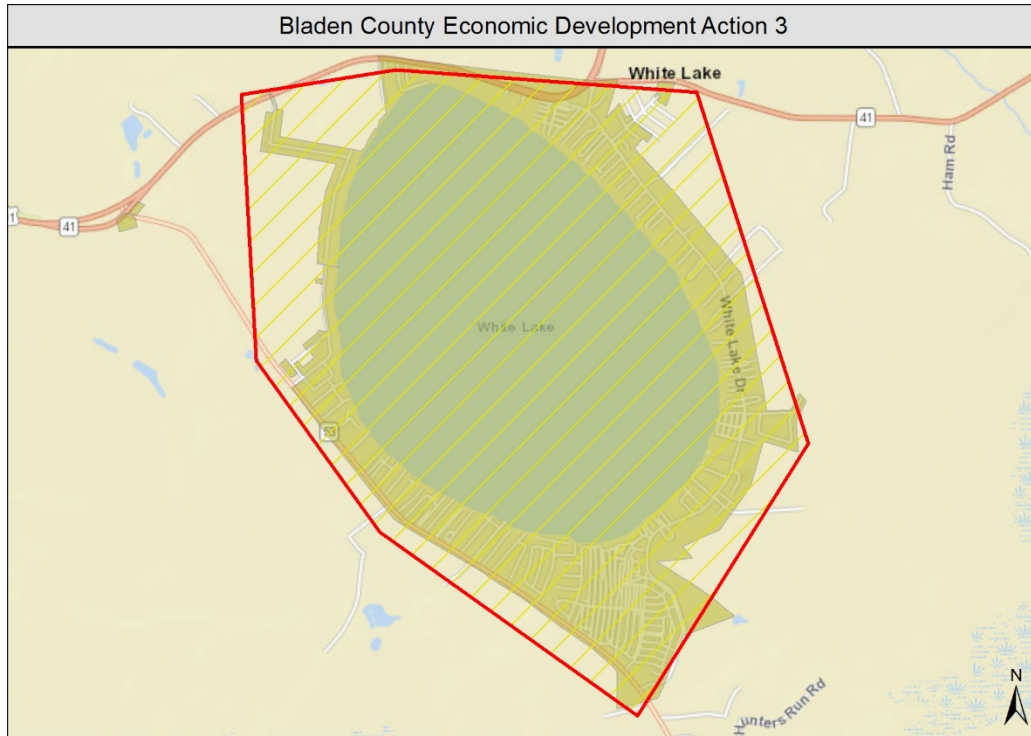 Bladen County Economic Development Action 3
White Lake
41
Ham Rd
1
41
White Lake
White Lake Dr
53
Hunters Run Rd
N